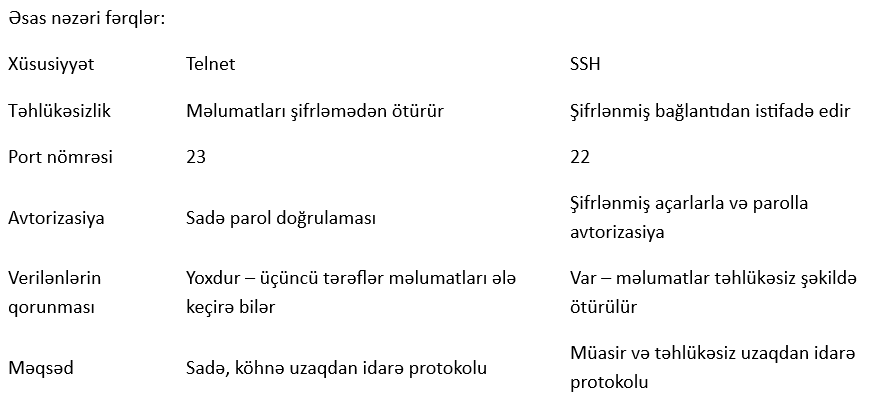 Əsas nəzəri fərqlər:
Xüsusiyyət Telnet SSH
Təhlükəsizlik Məlumatları şifrləmədən ötürür Şifrlənmiş bağlantıdan istifadə edir
Port nömrəsi 23 22
Avtorizasiya Sadə parol doğrulaması Şifrlənmiş açarlarla və parolla
avtorizasiya
Verilənlərin Yoxdur – üçüncü tərəflər məlumatları ələ Var – məlumatlar təhlükəsiz şəkildə
qorunması keçirə bilər ötürülür
Məqsəd Sadə, köhnə uzaqdan idarə protokolu Müasir və təhlükəsiz uzaqdan idarə
protokolu